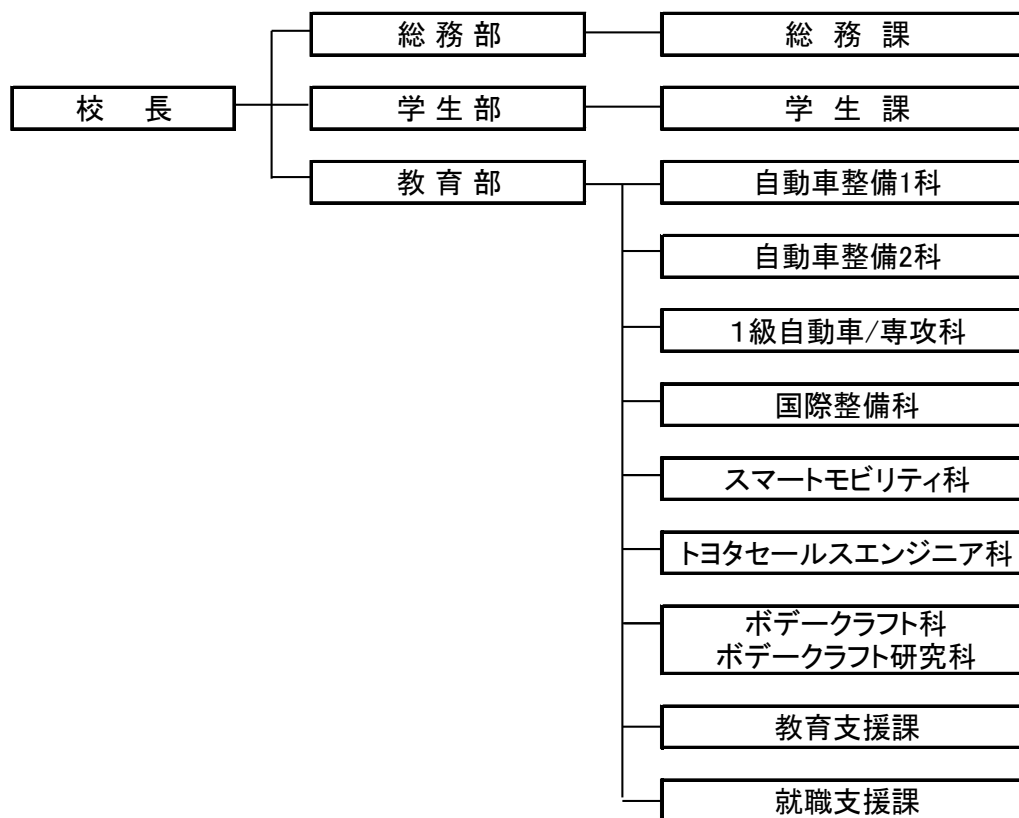 総 務 部
総 務 課
校 長
学 生 部
学 生 課
教 育 部
自動車整備1科
自動車整備2科
1級自動車/専攻科
国際整備科
スマートモビリティ科
トヨタセールスエンジニア科
ボデークラフト科
ボデークラフト研究科
教育支援課
就職支援課